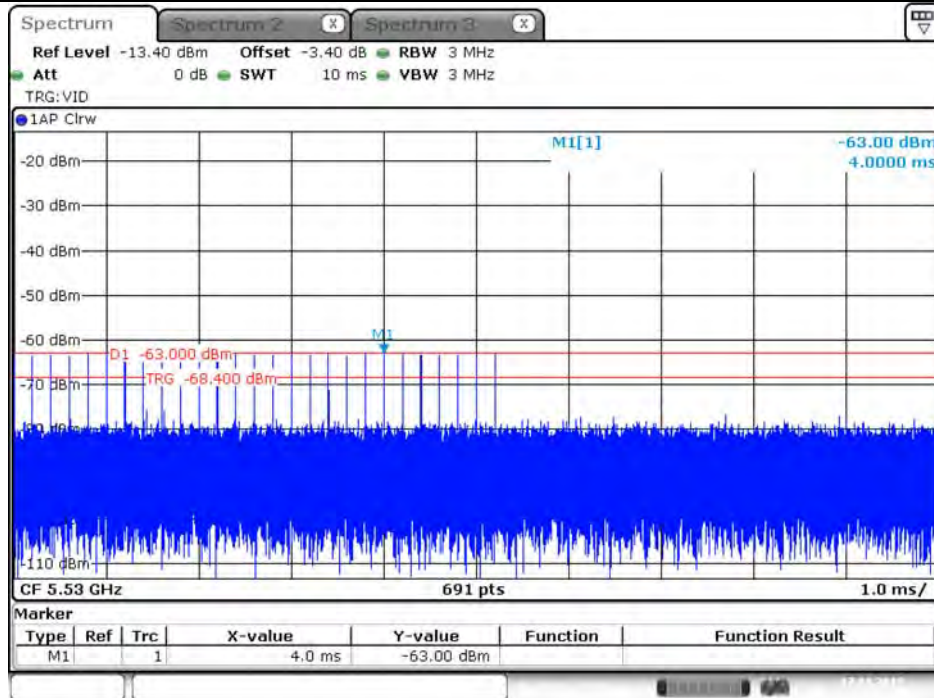 Spectrum Spectrum 2 X Spectrum 3 X
Ref Level -13.40 dBm Offset -3.40 dB RBW 3 MHz
Att 0 dB SWT 10 ms VBW 3 MHz
TRG:VID
1AP Clrw
M1[1] -63.00 dBm
4.0000 ms
-20 dBm
-30 dBm
-40 dBm
-50 dBm
-60 dBm
M1
D1 -63.000 dBm
TRG -68.400 dBm
-70 dBm
-80 dBm
-110 dBm
CF 5.53 GHz 691 pts 1.0 ms/
Marker
Type Ref Trc X-value Y-value Function Function Result
M1 1 4.0 ms -63.00 dBm